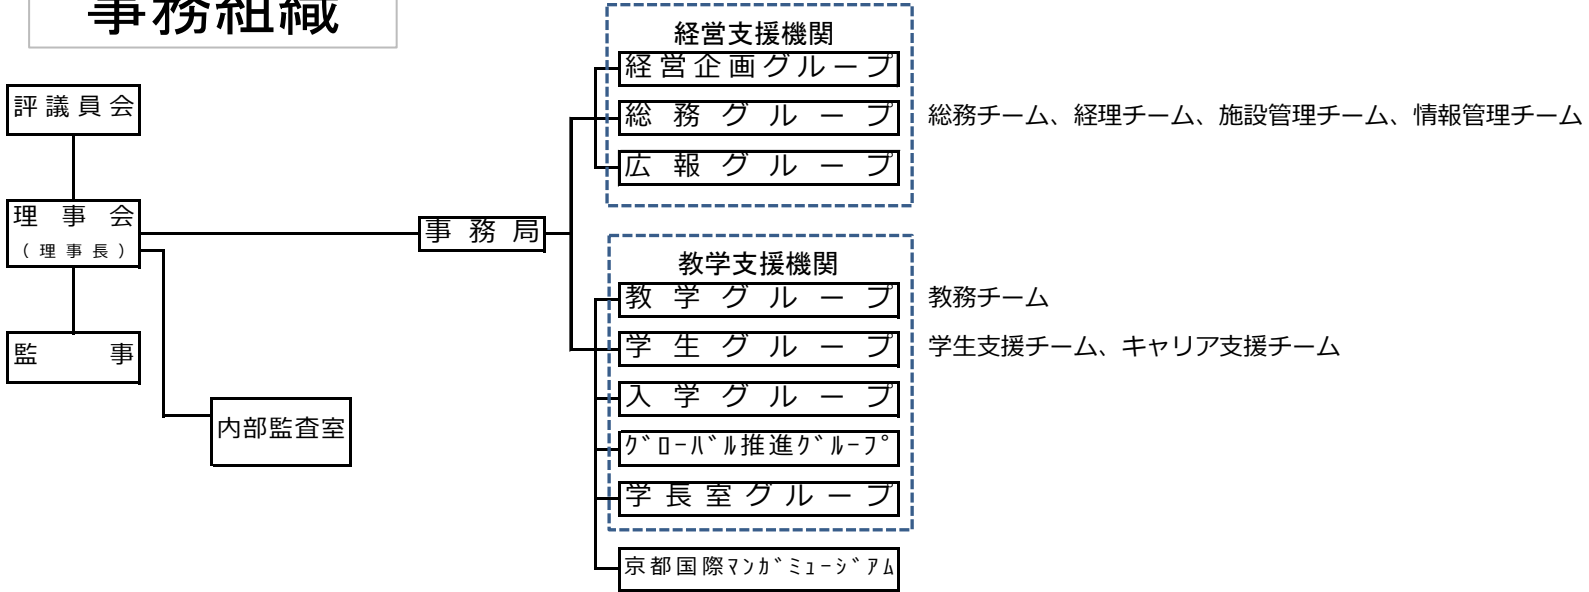 事務組織
評議員会
理事会
（理事長）
監事
内部監査室
事務局
経営支援機関
経営企画グループ
総務グループ 総務チーム、経理チーム、施設管理チーム、情報管理チーム
広報グループ
教学支援機関
教学グループ 教務チーム
学生グループ 学生支援チーム、キャリア支援チーム
入学グループ
ｸﾞﾛｰﾊﾞﾙ推進ｸﾞﾙｰﾌﾟ
学長室グループ
京都国際ﾏﾝｶﾞﾐｭｰｼﾞｱﾑ